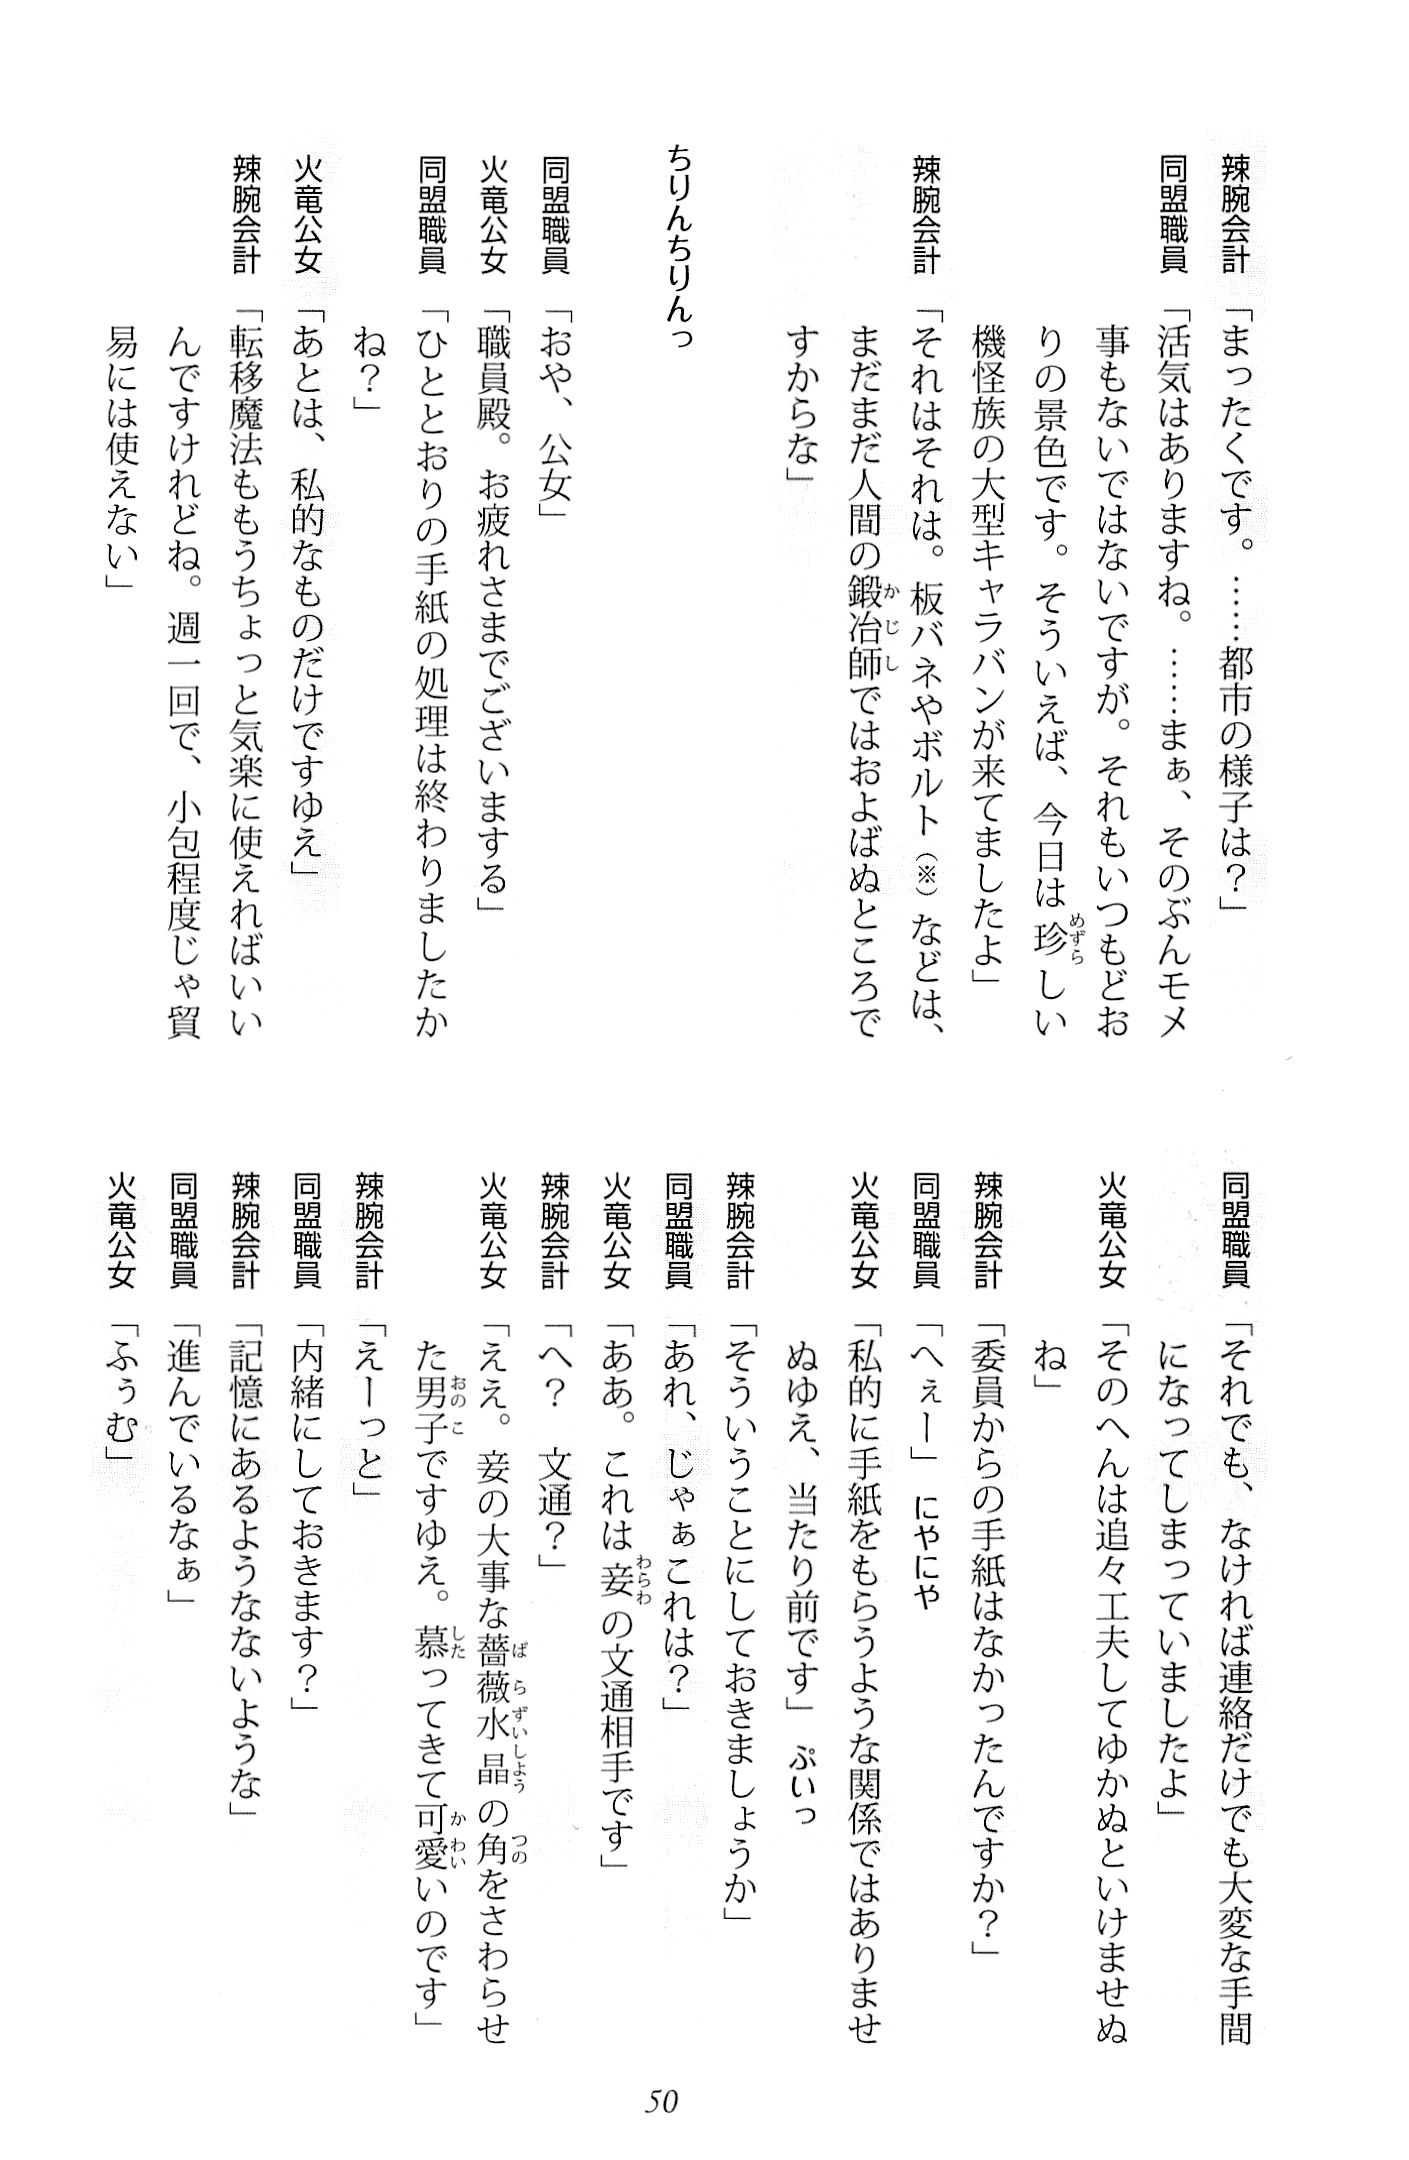 辣腕会計「まったくです。……都市の様子は？」
同盟職員「活気はありますね。……まぁ、そのぶんモメ
事もないではないですが。それもいつもどお
りの景色です。そういえば、今日は珍しい
機怪族の大型キャラバンが来てましたよ」
辣腕会計「それはそれは。板バネやボルト（※）などは、
まだまだ人間の鍛冶師ではおよばぬところで
すからな」
ちりんちりんっ
同盟職員「おや、公女」
火竜公女「職員殿。お疲れさまでございまする」
同盟職員「ひととおりの手紙の処理は終わりましたか
ね？」
火竜公女「あとは、私的なものだけですゆえ」
辣腕会計「転移魔法ももうちょっと気楽に使えればいい
んですけれどね。週一回で、小包程度じゃ貿
易には使えない」
同盟職員「それでも、なければ連絡だけでも大変な手間
になってしまっていましたよ」
火竜公女「そのへんは追々工夫してゆかぬといけませぬ
ね」
辣腕会計「委員からの手紙はなかったんですか？」
同盟職員「へぇー」にやにや
火竜公女「私的に手紙をもらうような関係ではありませ
ぬゆえ、当たり前です」ぷいっ
辣腕会計「そういうことにしておきましょうか」
同盟職員「あれ、じゃぁこれは？」
火竜公女「ああ。これは妾の文通相手です」
辣腕会計「へ？　文通？」
火竜公女「ええ。妾の大事な薔薇水晶の角をさわらせ
た男子ですゆえ。慕ってきて可愛いのです」
辣腕会計「えーっと」
同盟職員「内緒にしておきます？」
辣腕会計「記憶にあるようなないような」
同盟職員「進んでいるなぁ」
火竜公女「ふぅむ」
50